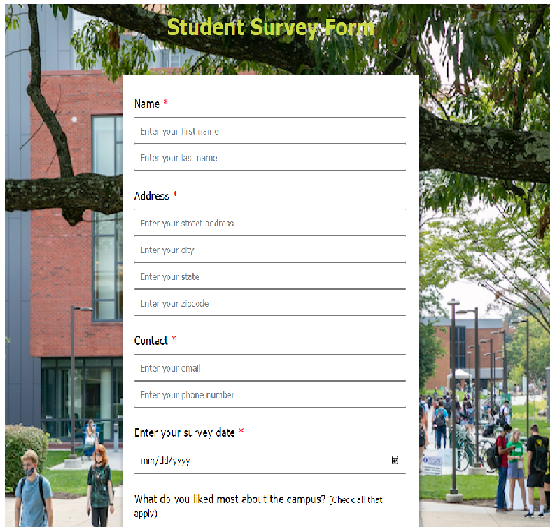 Student Survey Form
Name *
Enter your first name
Enter your last name
Address *
Enter your street address
Enter your city
Enter your state
Enter your zipcode
Contact *
Enter your email
Enter your phone number
Enter your survey date *
mm/dd/yyyy
What do you liked most about the campus? (Check all that
apply)